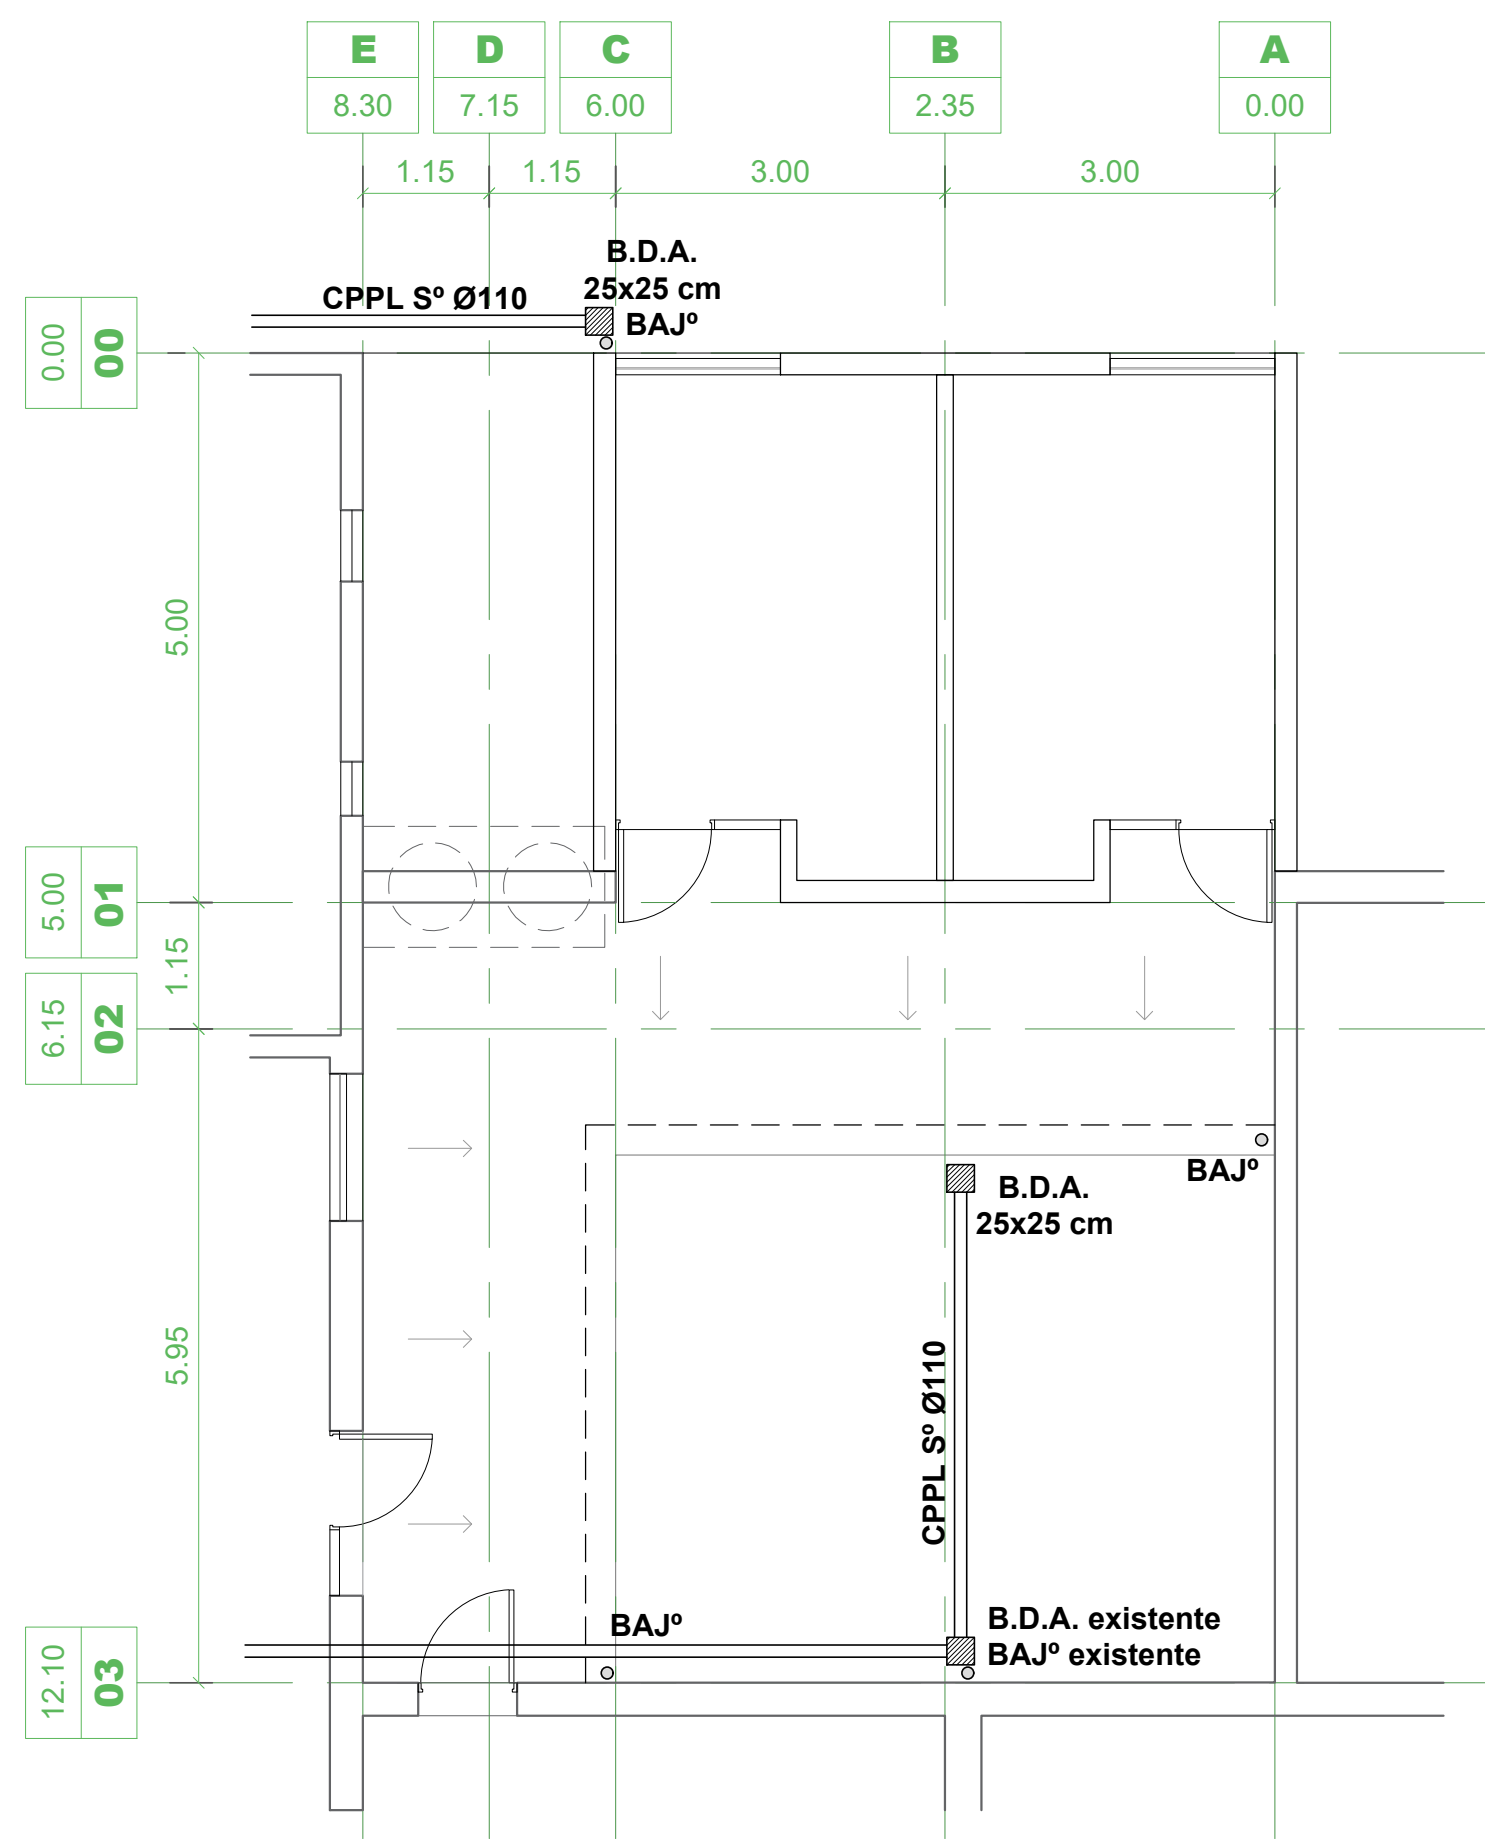 E
D
C
B
A
8.30
7.15
6.00
2.35
0.00
1.15
1.15
3.00
3.00
B.D.A.
25x25 cm
BAJº
CPPL Sº Ø110
0.00
00
5.00
5.00
01
1.15
6.15
02
BAJº
B.D.A.
25x25 cm
5.95
CPPL Sº Ø110
BAJº
B.D.A. existente
BAJº existente
12.10
03